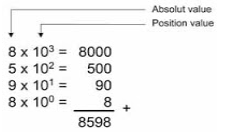 Absolut value
Position value
8 x 10³ = 8000
5 x 10² = 500
9 x 10¹ = 90
8 x 10⁰ = 8 +
8598